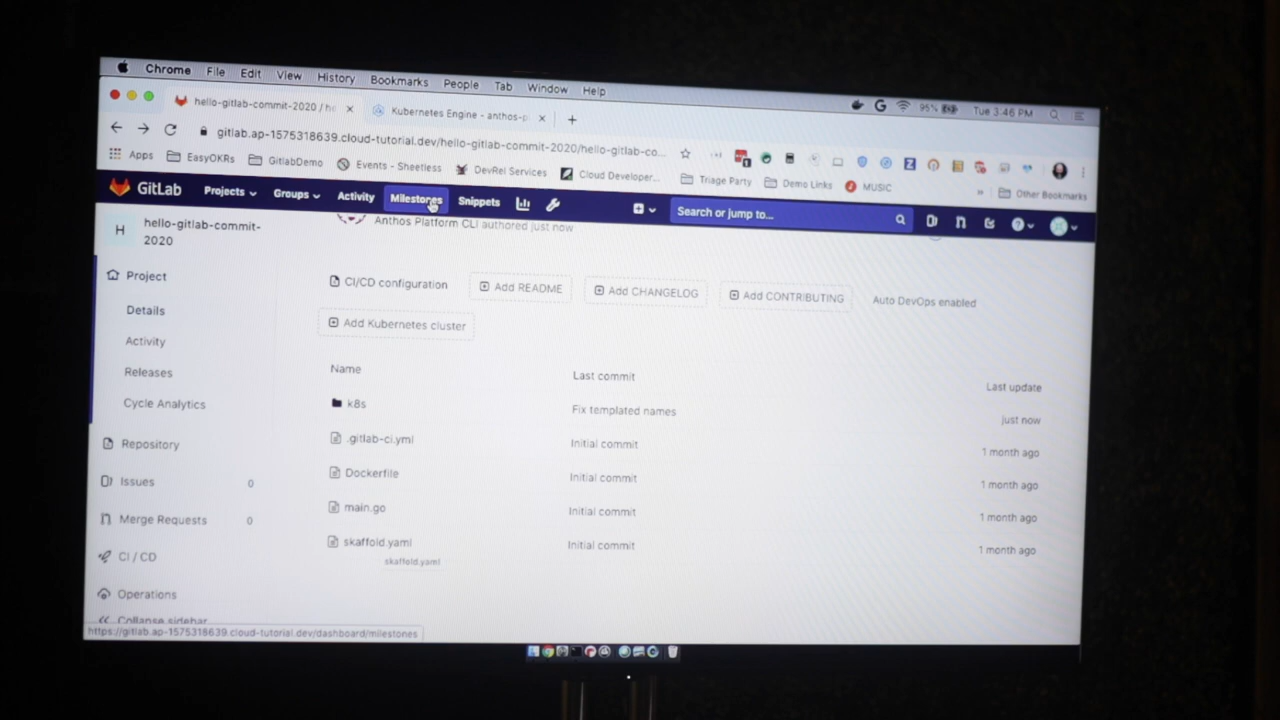 Chrome File Edit View History Bookmarks People Tab Window Help 95% Tue 3:46 PM
hello-gitlab-commit-2020 / he Kubernetes Engine - anthos-p
gitlab.ap-1575318639.cloud-tutorial.dev/hello-gitlab-commit-2020/hello-gitlab-co...
Apps EasyOKRs GitlabDemo Events - Sheetless DevRel Services Cloud Developer... Triage Party Demo Links MUSIC » Other Bookmarks
GitLab Projects Groups Activity Milestones Snippets Search or jump to...
H hello-gitlab-commit-
2020
Anthos Platform CLI authored just now
Project
CI/CD configuration Add README Add CHANGELOG Add CONTRIBUTING Auto DevOps enabled
Details
Add Kubernetes cluster
Activity
Releases
Name Last commit Last update
Cycle Analytics
k8s Fix templated names just now
Repository
.gitlab-ci.yml Initial commit 1 month ago
Issues 0
Dockerfile Initial commit 1 month ago
Merge Requests 0
main.go Initial commit 1 month ago
CI / CD
skaffold.yaml Initial commit 1 month ago
skaffold.yaml
Operations
Collapse sidebar
https://gitlab.ap-1575318639.cloud-tutorial.dev/dashboard/milestones